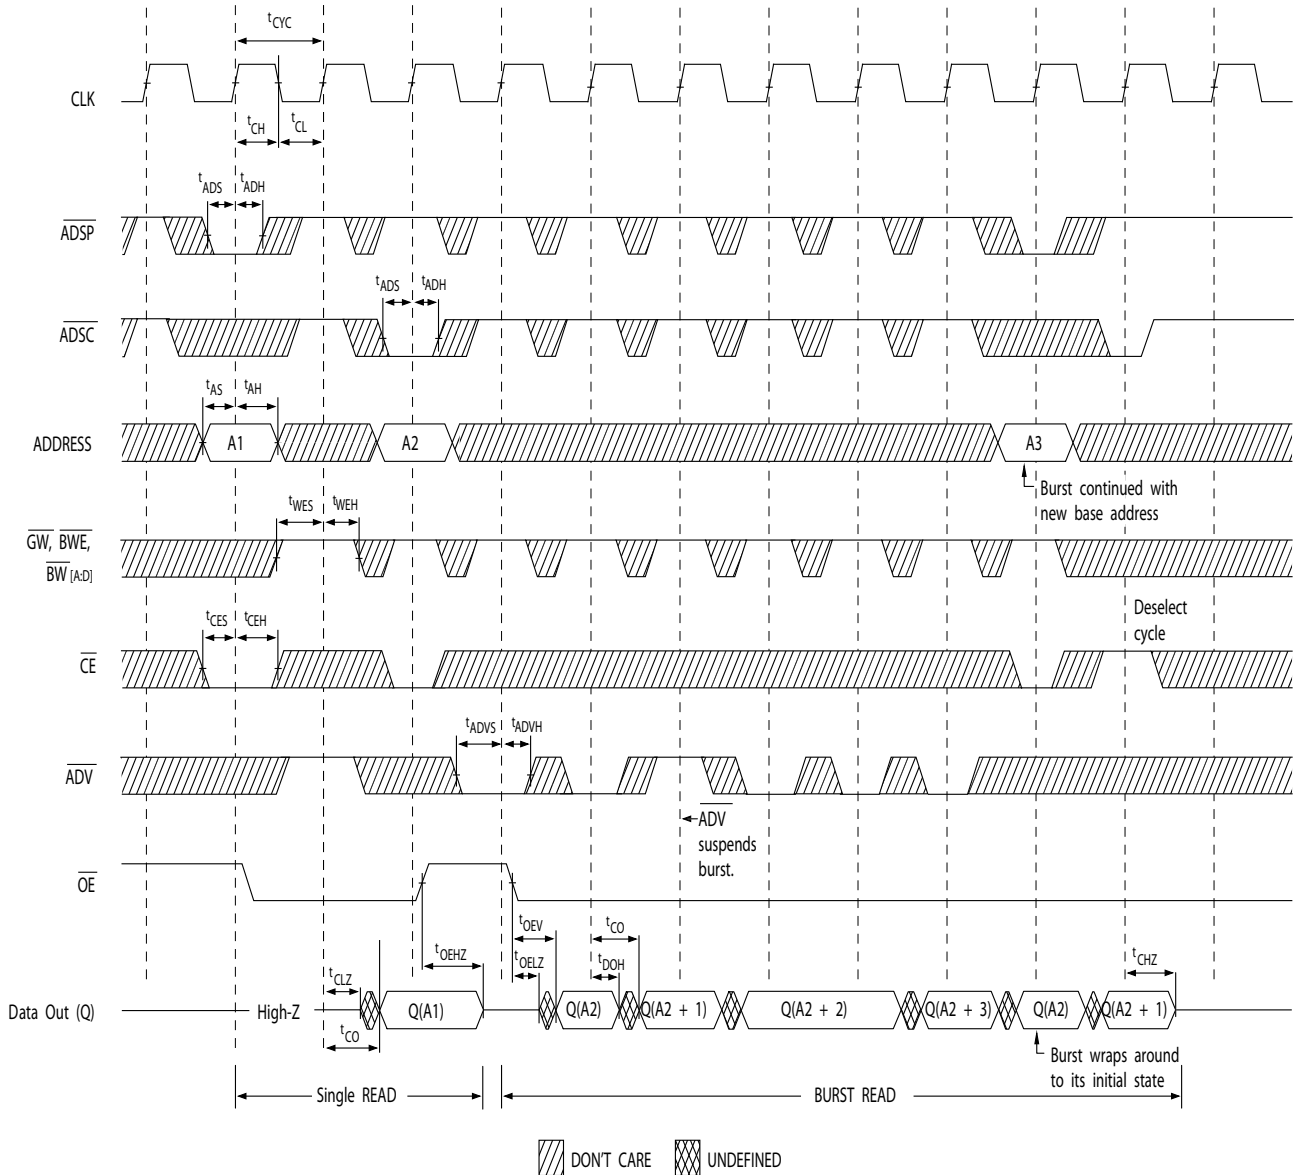 tCYC
CLK
tCH
tCL
tADS
tADH
ADSP
tADS
tADH
ADSC
tAS
tAH
ADDRESS
A1
A2
A3
Burst continued with
new base address
tWES
tWEH
GW, BWE,
BW [A:D]
Deselect
cycle
tCES
tCEH
CE
tADVS
tADVH
ADV
ADV
suspends
burst.
OE
tOEV
tCO
tOEHZ
tOELZ
tDOH
tCHZ
tCLZ
Data Out (Q)
High-Z
Q(A1)
Q(A2)
Q(A2 + 1)
Q(A2 + 2)
Q(A2 + 3)
Q(A2)
Q(A2 + 1)
tCO
Burst wraps around
to its initial state
Single READ
BURST READ
DON'T CARE
UNDEFINED